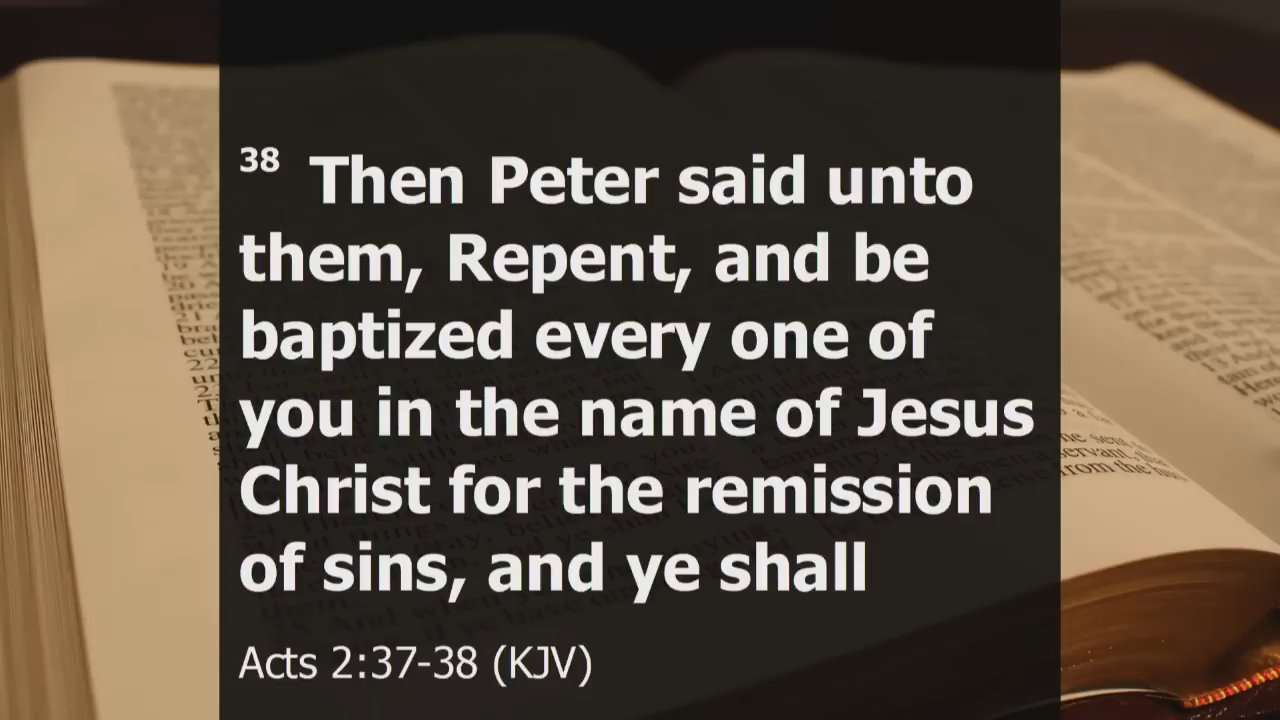 38 Then Peter said unto
them, Repent, and be
baptized every one of
you in the name of Jesus
Christ for the remission
of sins, and ye shall
Acts 2:37-38 (KJV)